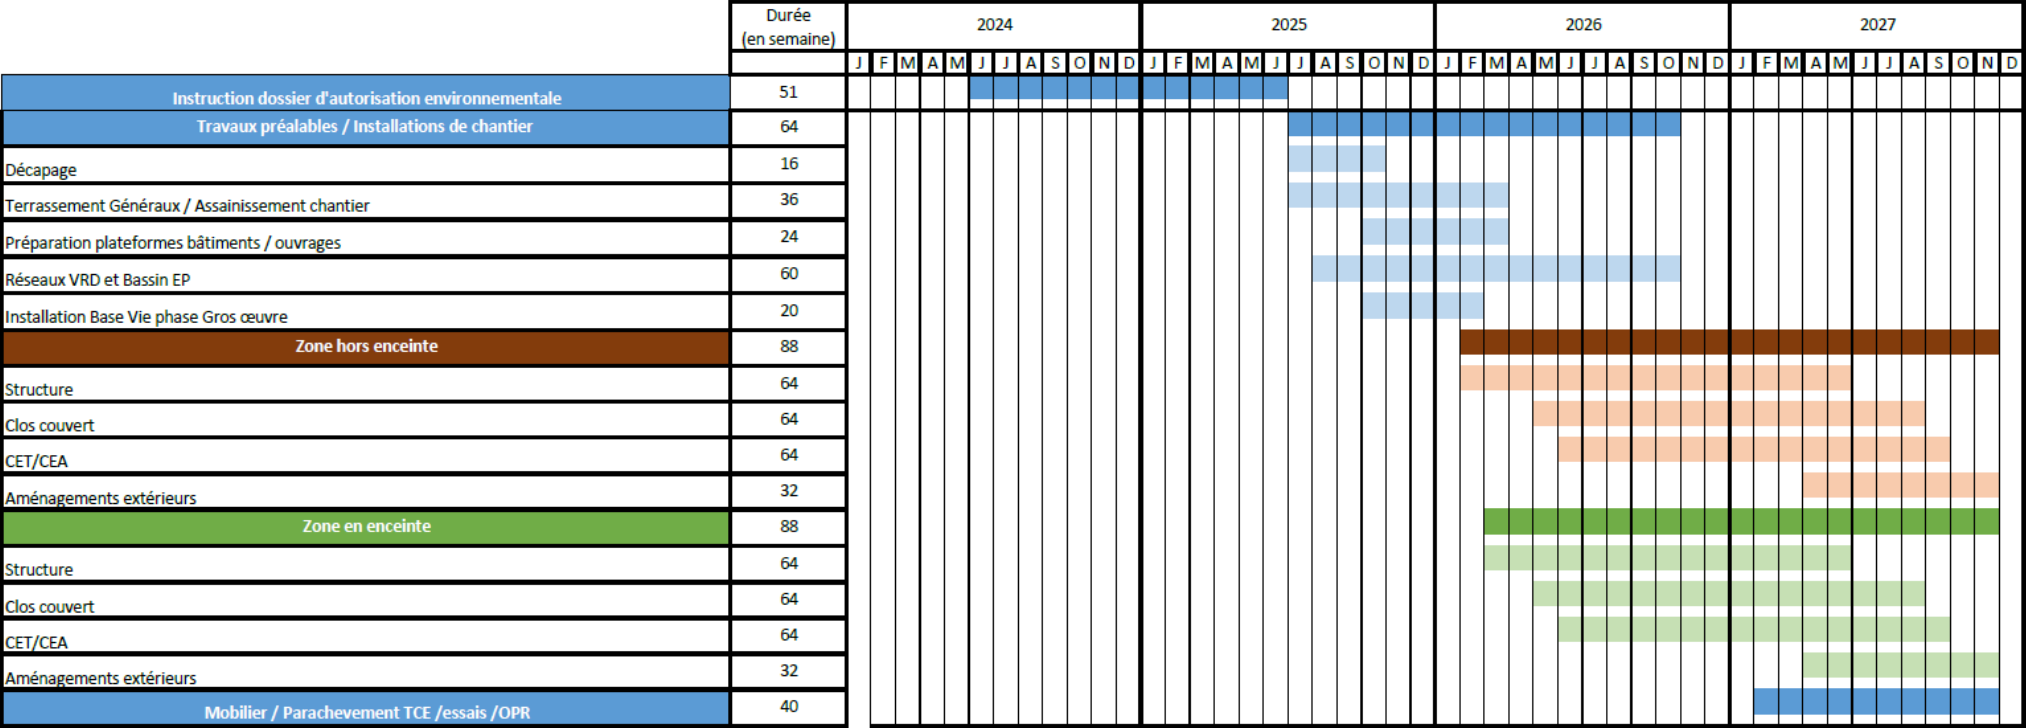 Durée
(en semaine)
2024 2025 2026 2027
J F M A M J J A S O N D J F M A M J J A S O N D J F M A M J J A S O N D J F M A M J J A S O N D
Instruction dossier d'autorisation environnementale 51
Travaux préalables / Installations de chantier 64
Décapage 16
Terrassement Généraux / Assainissement chantier 36
Préparation plateformes bâtiments / ouvrages 24
Réseaux VRD et Bassin EP 60
Installation Base Vie phase Gros œuvre 20
Zone hors enceinte 88
Structure 64
Clos couvert 64
CET/CEA 64
Aménagements extérieurs 32
Zone en enceinte 88
Structure 64
Clos couvert 64
CET/CEA 64
Aménagements extérieurs 32
Mobilier / Parachevement TCE /essais /OPR 40